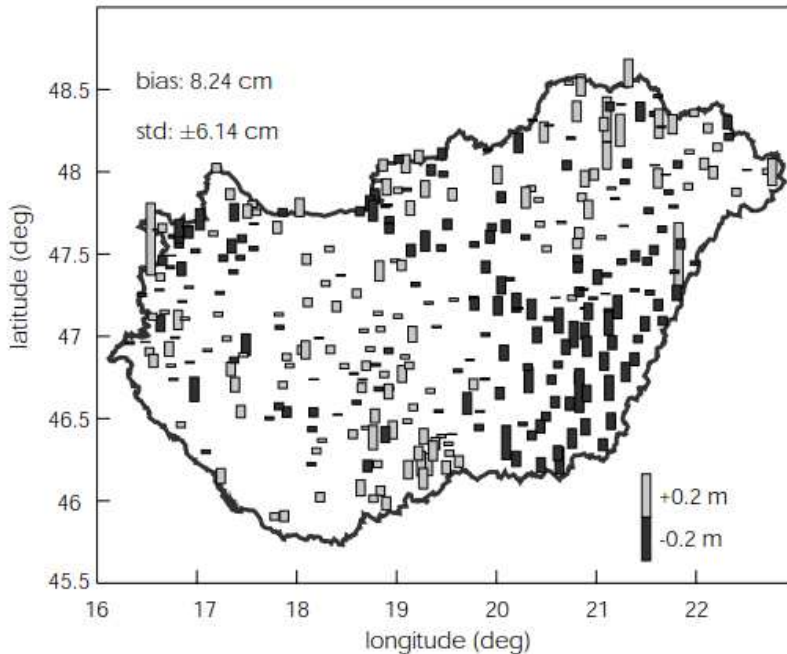 bias: 8.24 cm
std: ±6.14 cm
latitude (deg)
48.5
48
47.5
47
46.5
46
45.5
+0.2 m
-0.2 m
16 17 18 19 20 21 22
longitude (deg)